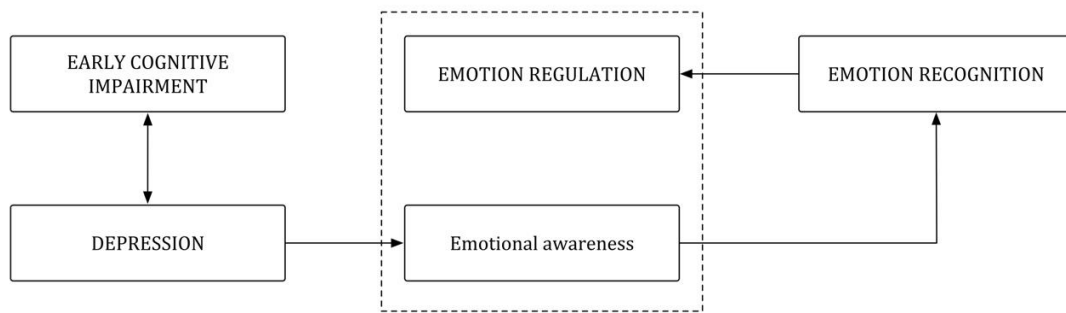 EARLY COGNITIVE
IMPAIRMENT
EMOTION REGULATION
EMOTION RECOGNITION
DEPRESSION
Emotional awareness